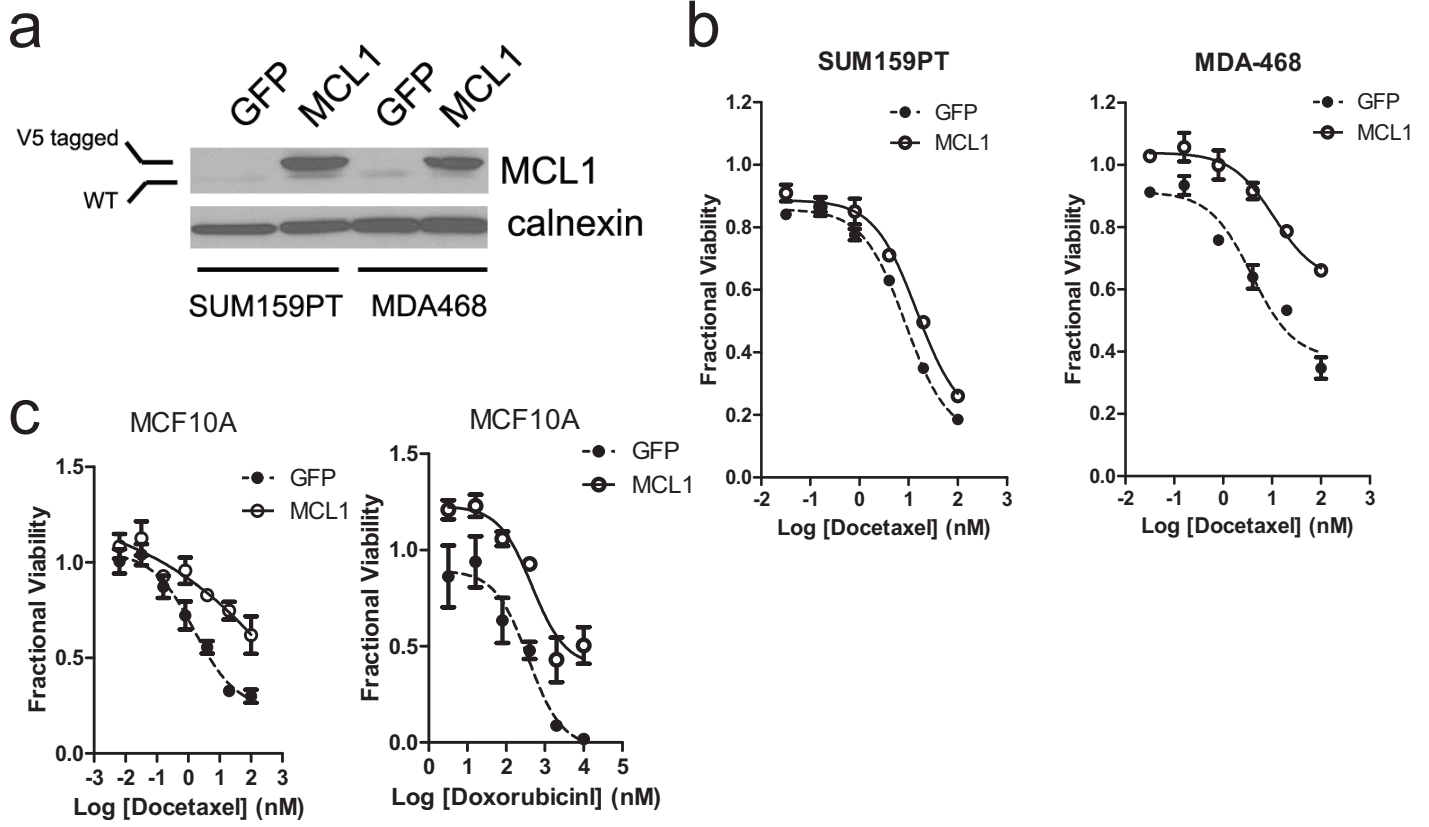 a
GFP MCL1 GFP MCL1
V5 tagged
WT
MCL1
calnexin
SUM159PT MDA468
b
SUM159PT
GFP
MCL1
Fractional Viability
1.2
1.0
0.8
0.6
0.4
0.2
0.0
-2 -1 0 1 2 3
Log [Docetaxel] (nM)
MDA-468
GFP
MCL1
Fractional Viability
1.2
1.0
0.8
0.6
0.4
0.2
0.0
-2 -1 0 1 2 3
Log [Docetaxel] (nM)
c
MCF10A
GFP
MCL1
Fractional Viability
1.5
1.0
0.5
0.0
-3 -2 -1 0 1 2 3
Log [Docetaxel] (nM)
MCF10A
GFP
MCL1
Fractional Viability
1.5
1.0
0.5
0.0
0 1 2 3 4 5
Log [Doxorubicinl] (nM)